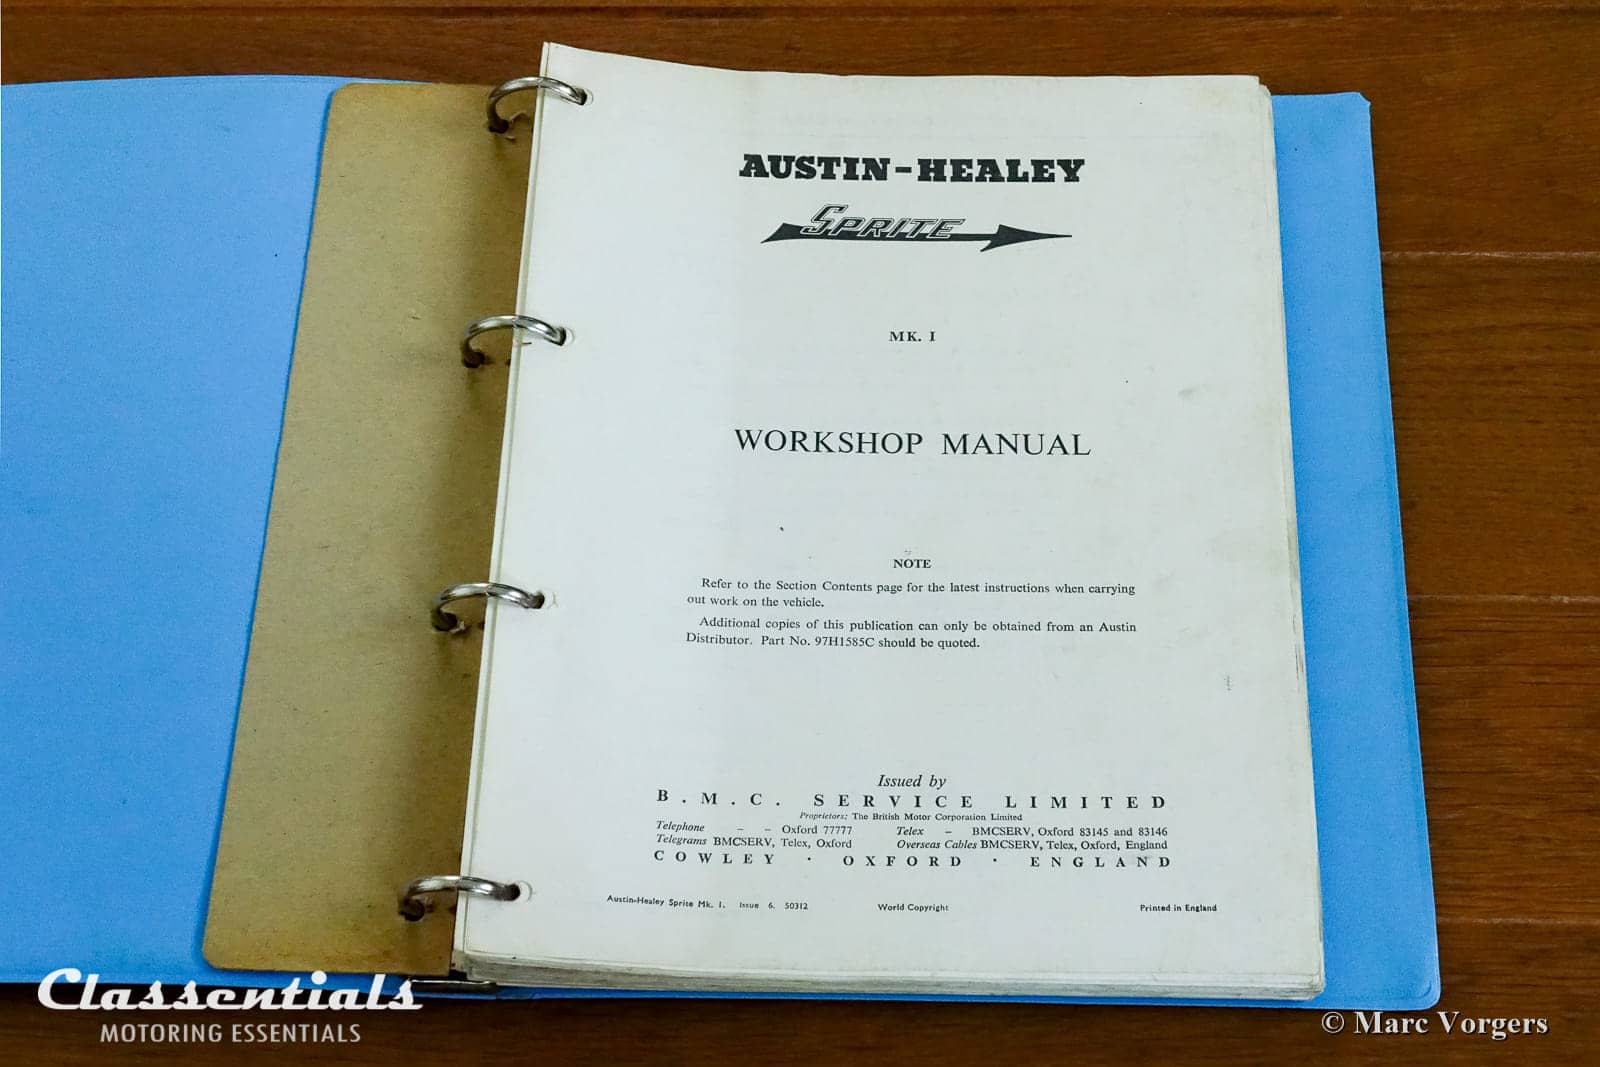 AUSTIN-HEALEY
SPRITE
MK. I
WORKSHOP MANUAL
NOTE
Refer to the Section Contents page for the latest instructions when carrying
out work on the vehicle.
Additional copies of this publication can only be obtained from an Austin
Distributor. Part No. 97H1585C should be quoted.
Issued by
B. M. C. SERVICE LIMITED
Proprietors: The British Motor Corporation Limited
Telephone – – Oxford 77777 Telex – BMCSERV, Oxford 83145 and 83146
Telegrams BMCSERV, Telex, Oxford Overseas Cables BMCSERV, Telex, Oxford, England
COWLEY · OXFORD · ENGLAND
Austin-Healey Sprite Mk. I. Issue 6. 50312 World Copyright Printed in England
Classentials
MOTORING ESSENTIALS
© Marc Vorgers